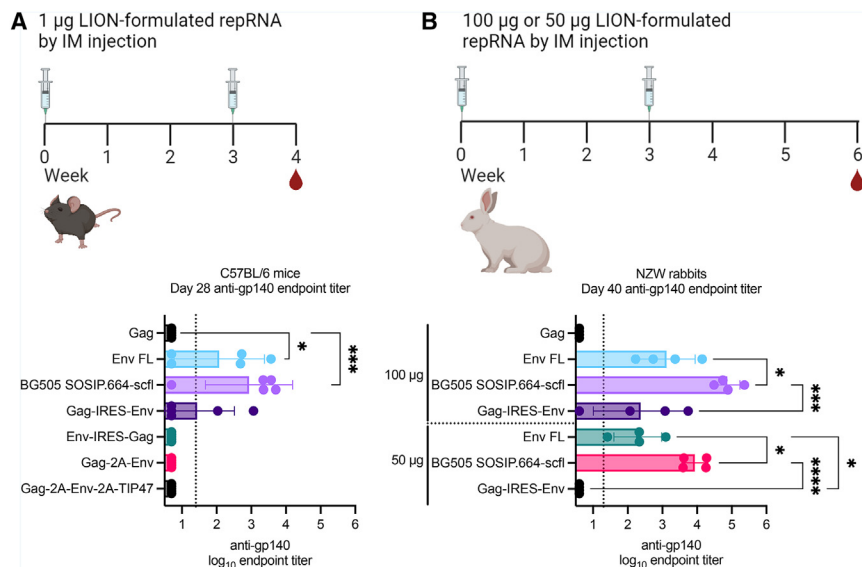 A
1 µg LION-formulated repRNA
by IM injection
0 1 2 3 4
Week
C57BL/6 mice
Day 28 anti-gp140 endpoint titer
Gag
*
***
Env FL
BG505 SOSIP.664-scfl
Gag-IRES-Env
Env-IRES-Gag
Gag-2A-Env
Gag-2A-Env-2A-TIP47
1 2 3 4 5 6
anti-gp140
log10 endpoint titer
B
100 µg or 50 µg LION-formulated
repRNA by IM injection
0 1 2 3 4 5 6
Week
NZW rabbits
Day 40 anti-gp140 endpoint titer
100 µg
Gag
Env FL
*
BG505 SOSIP.664-scfl
***
Gag-IRES-Env
50 µg
Env FL
*
*
BG505 SOSIP.664-scfl
****
Gag-IRES-Env
1 2 3 4 5 6
anti-gp140
log10 endpoint titer